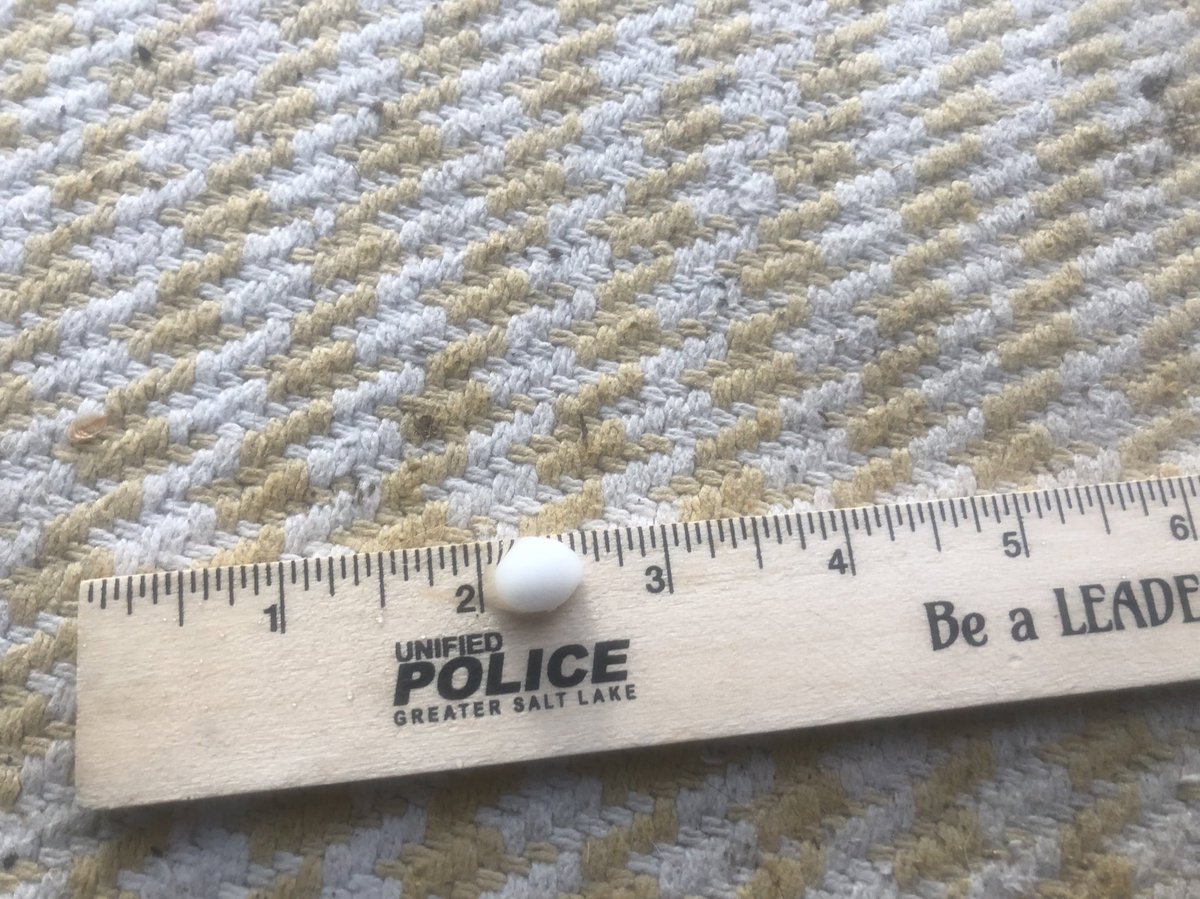 1 2 3 4 5 6
UNIFIED
POLICE
GREATER SALT LAKE
Be a LEADE